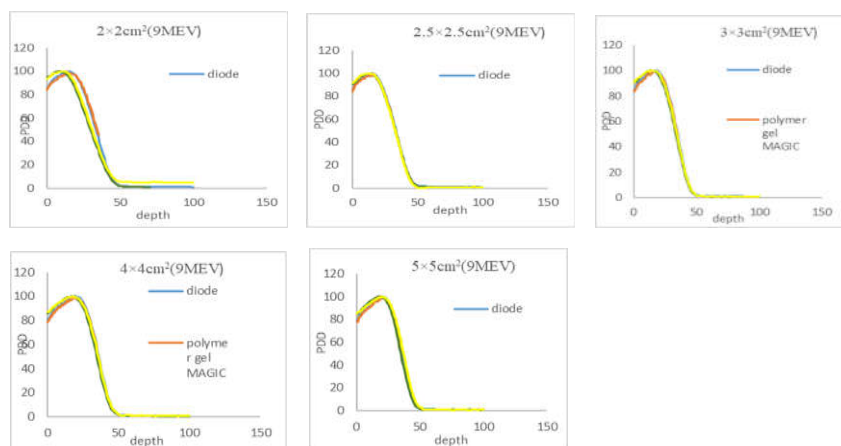 2×2cm²(9MEV)
120
100
80
60
40
20
0
PDD
0 50 100 150
depth
diode
2.5×2.5cm²(9MEV)
120
100
80
60
40
20
0
PDD
0 50 100 150
depth
diode
3×3cm²(9MEV)
120
100
80
60
40
20
0
PDD
0 50 100 150
depth
diode
polymer
gel
MAGIC
4×4cm²(9MEV)
120
100
80
60
40
20
0
PDD
0 50 100 150
depth
diode
polyme
r gel
MAGIC
5×5cm²(9MEV)
120
100
80
60
40
20
0
PDD
0 50 100 150
depth
diode